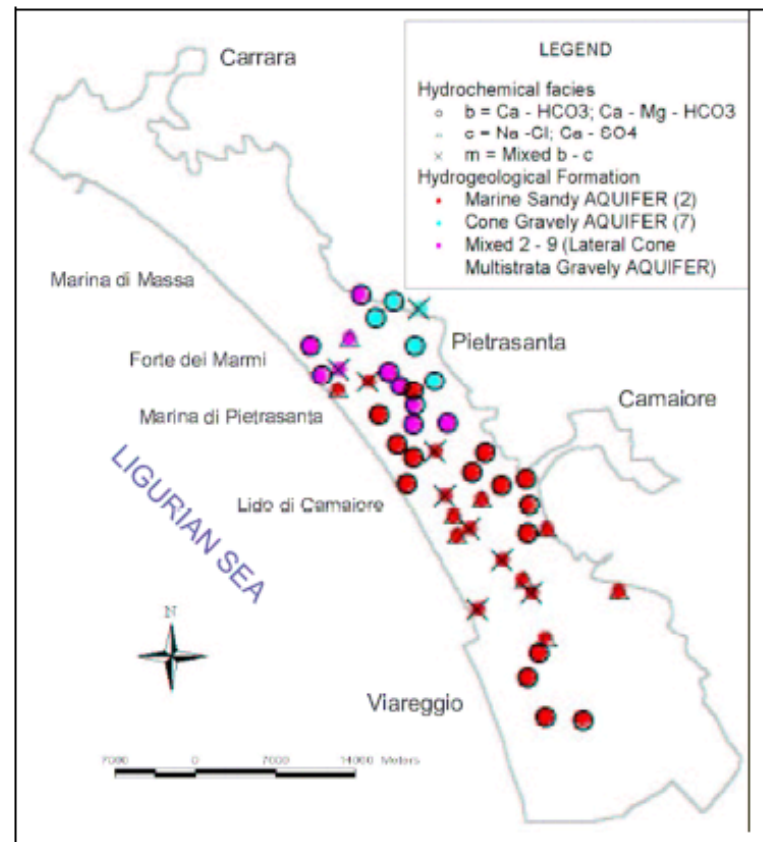 LEGEND
Hydrochemical facies
b = Ca - HCO3; Ca - Mg - HCO3
c = Na -Cl; Ca - SO4
m = Mixed b - c
Hydrogeological Formation
Marine Sandy AQUIFER (2)
Cone Gravely AQUIFER (7)
Mixed 2 - 9 (Lateral Cone
Multistrata Gravely AQUIFER)
Carrara
Marina di Massa
Forte dei Marmi
Pietrasanta
Camaiore
Marina di Pietrasanta
Lido di Camaiore
LIGURIAN SEA
N
Viareggio
7000 0 7000 14000 Meters